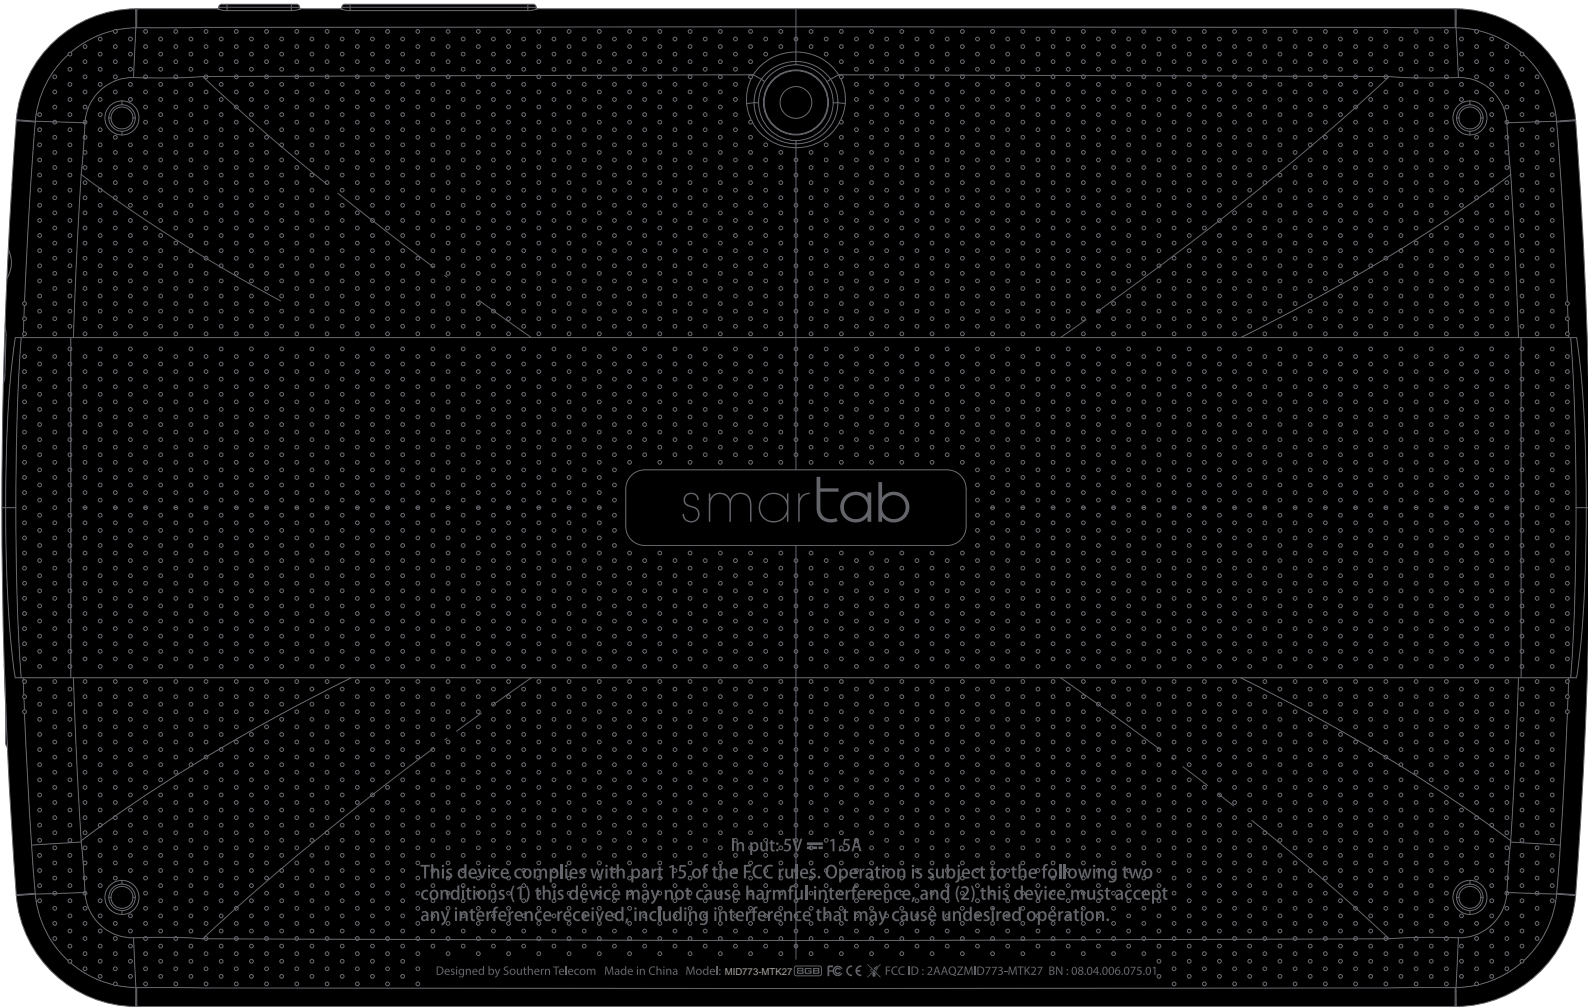 smartab
In put: 5V ⎓ 1.5A
This device complies with part 15 of the FCC rules. Operation is subject to the following two
conditions (1) this device may not cause harmful interference, and (2) this device must accept
any interference received, including interference that may cause undesired operation.
Designed by Southern Telecom Made in China Model: MID773-MTK27 8GB FC CE FCC ID : 2AAQZMID773-MTK27 BN : 08.04.006.075.01